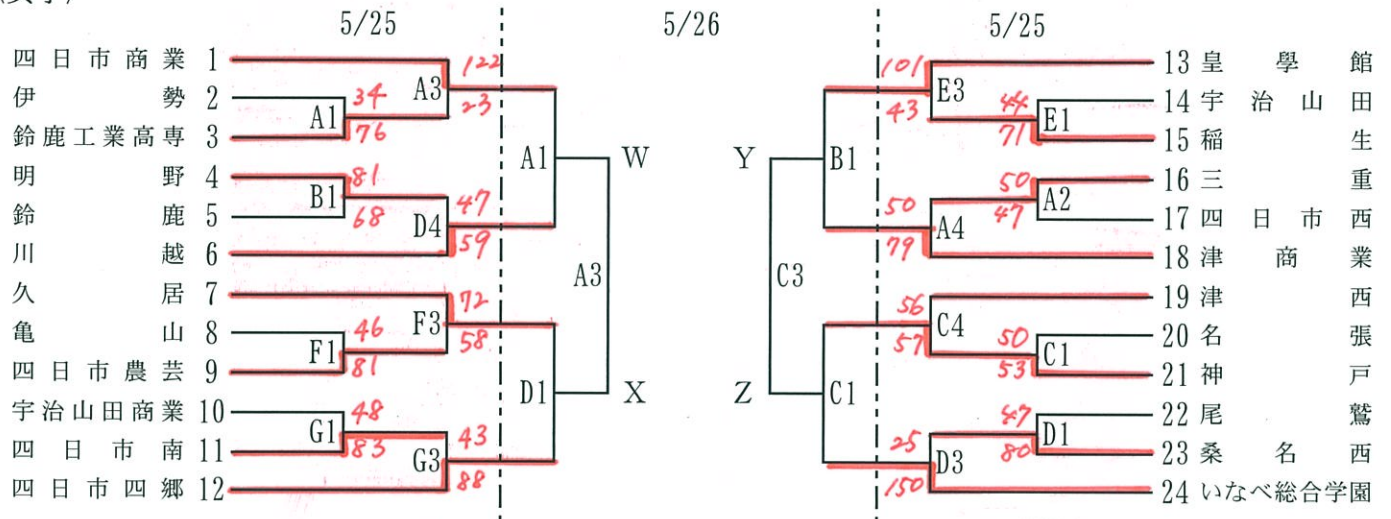 5/25 5/26 5/25
四日市商業 1 122 101 13 皇學館
伊勢 2 34 A3 23 43 E3 44 14 宇治山田
鈴鹿工業高専 3 A1 76 71 E1 15 稲生
A1 W Y B1
明野 4 81 50 16 三重
鈴鹿 5 B1 68 47 50 47 A2 17 四日市西
川越 6 D4 59 79 A4 18 津商業
A3 C3
久居 7 72 56 19 津西
亀山 8 46 F3 58 57 C4 50 20 名張
四日市農芸 9 F1 81 53 C1 21 神戸
D1 X Z C1
宇治山田商業 10 48 47 22 尾鷲
四日市南 11 G1 83 43 25 80 D1 23 桑名西
四日市四郷 12 G3 88 150 D3 24 いなべ総合学園